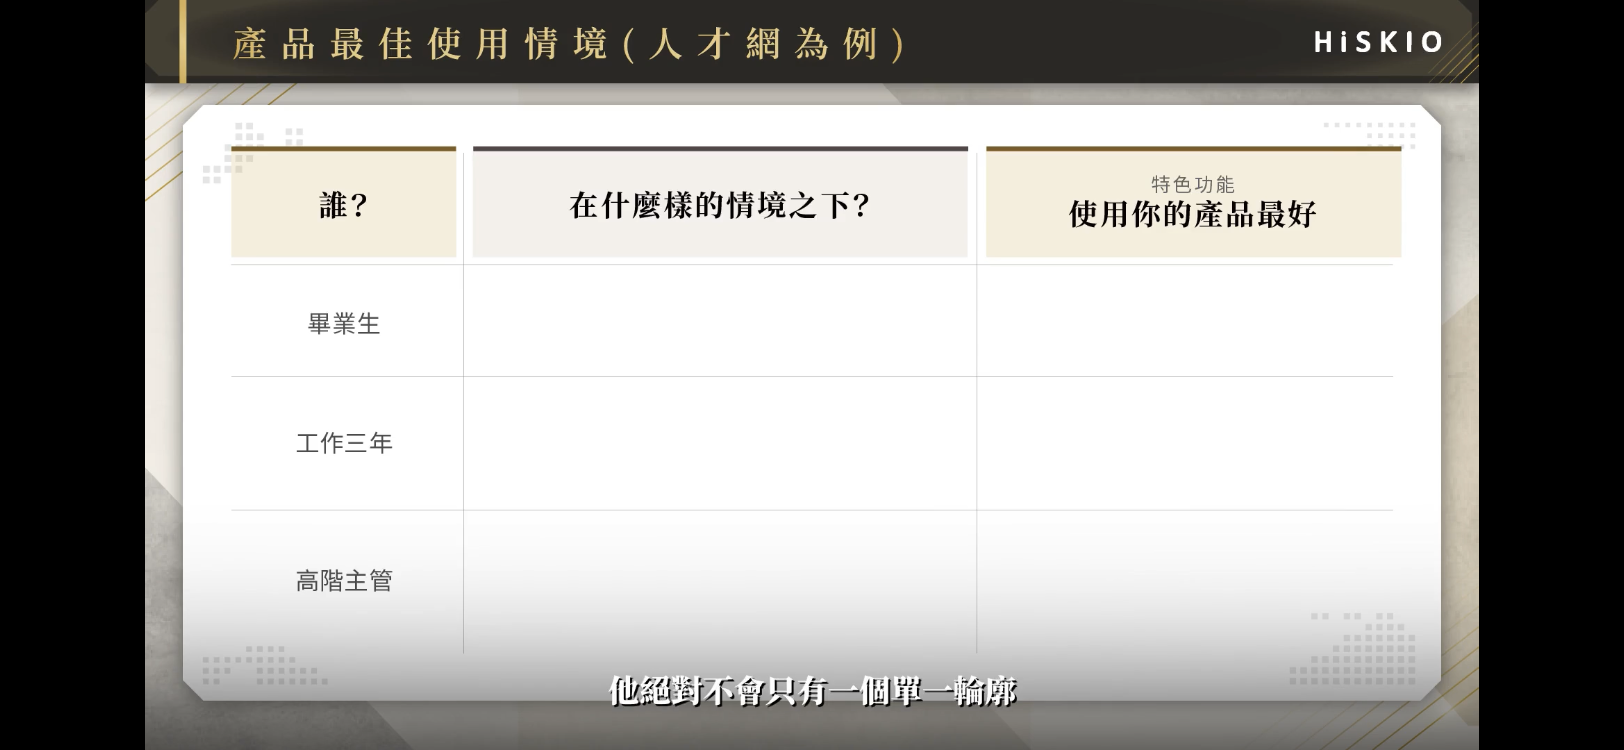 產品最佳使用情境(人才網為例)
HiSKIO
誰?
在什麼樣的情境之下?
特色功能
使用你的產品最好
畢業生
工作三年
高階主管
他絕對不會只有一個單一輪廓